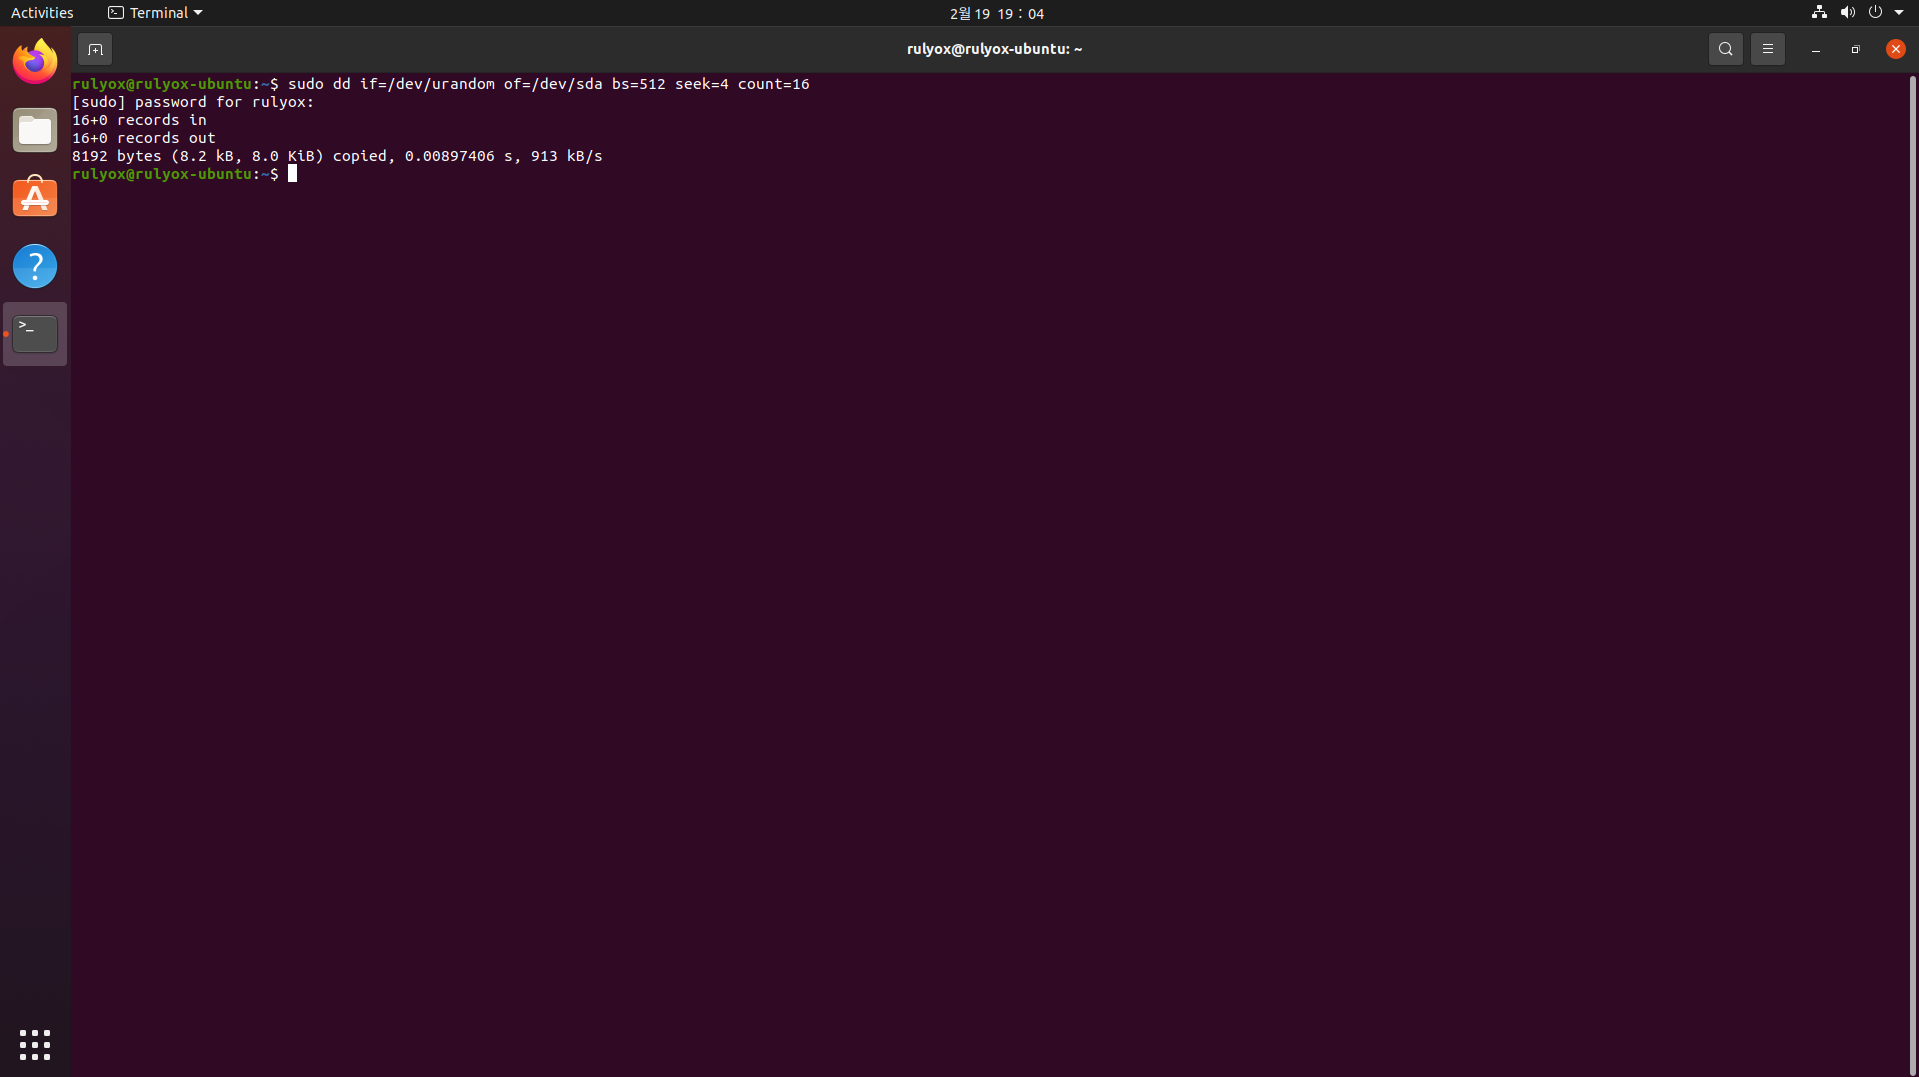 Activities
Terminal
2월 19 19：04
rulyox@rulyox-ubuntu: ~
rulyox@rulyox-ubuntu:~$ sudo dd if=/dev/urandom of=/dev/sda bs=512 seek=4 count=16
[sudo] password for rulyox:
16+0 records in
16+0 records out
8192 bytes (8.2 kB, 8.0 KiB) copied, 0.00897406 s, 913 kB/s
rulyox@rulyox-ubuntu:~$